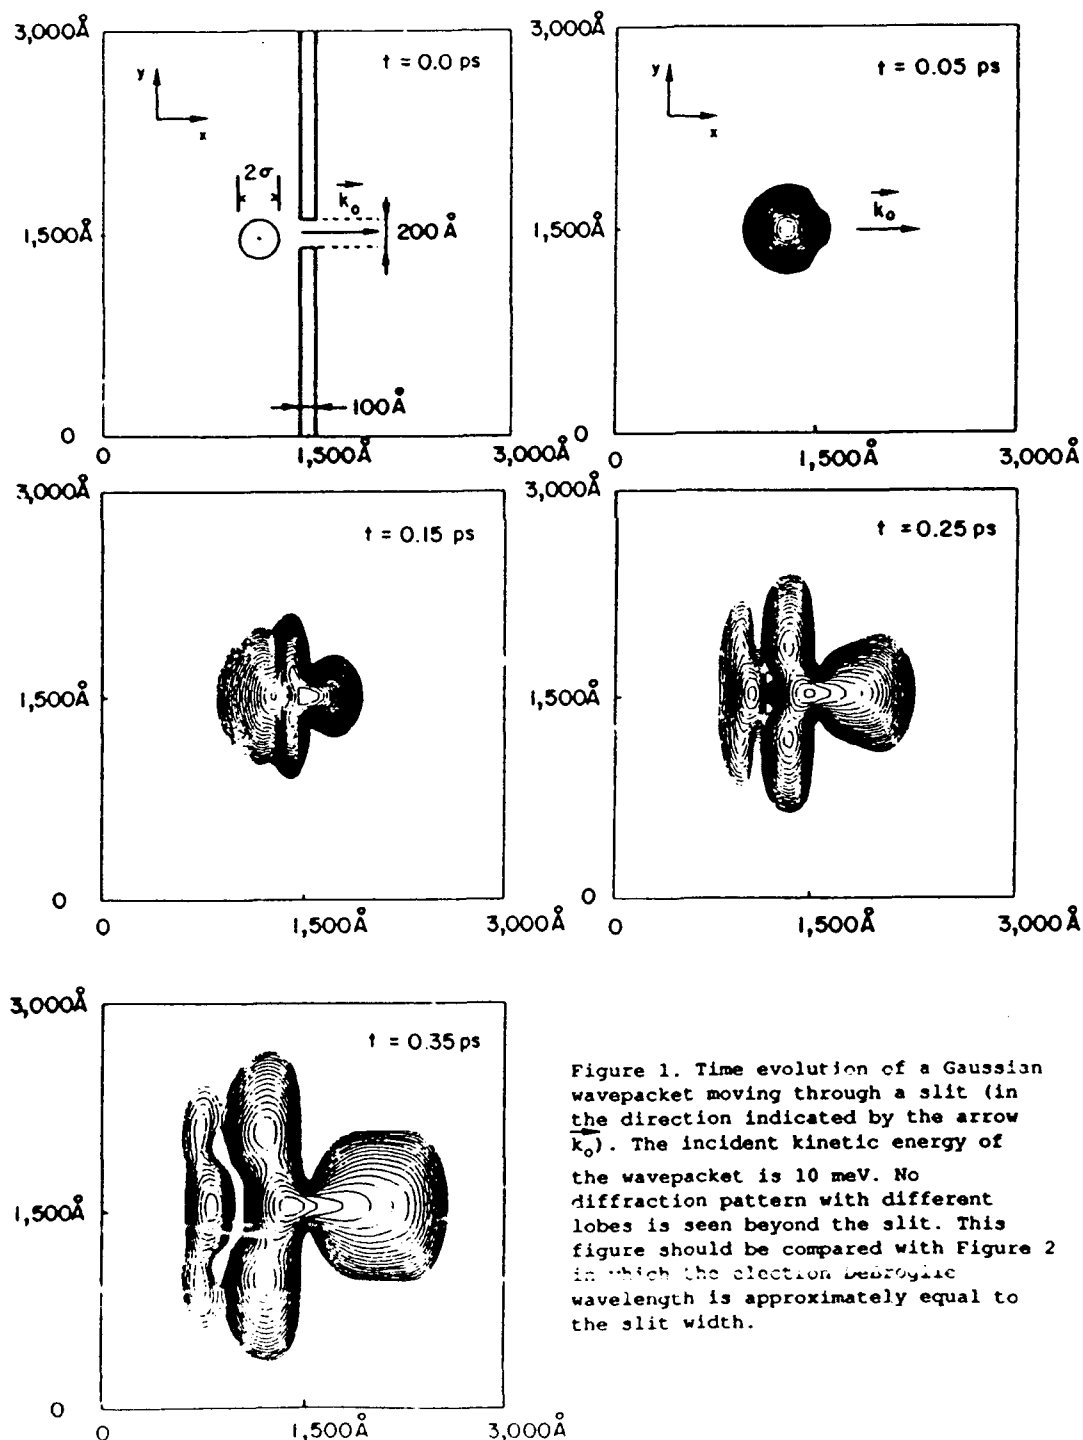 3,000Å
t = 0.0 ps
y
x
2σ
k₀
1,500Å
200 Å
100Å
0
1,500Å
3,000Å
3,000Å
t = 0.05 ps
y
x
k₀
1,500Å
0
0
1,500Å
3,000Å
3,000Å
t = 0.15 ps
1,500Å
0
0
1,500Å
3,000Å
3,000Å
t = 0.25 ps
1,500Å
0
0
1,500Å
3,000Å
3,000Å
t = 0.35 ps
1,500Å
0
0
1,500Å
3,000Å
Figure 1. Time evolution of a Gaussian
wavepacket moving through a slit (in
the direction indicated by the arrow
k₀). The incident kinetic energy of
the wavepacket is 10 meV. No
diffraction pattern with different
lobes is seen beyond the slit. This
figure should be compared with Figure 2
in which the election DeBroglie
wavelength is approximately equal to
the slit width.